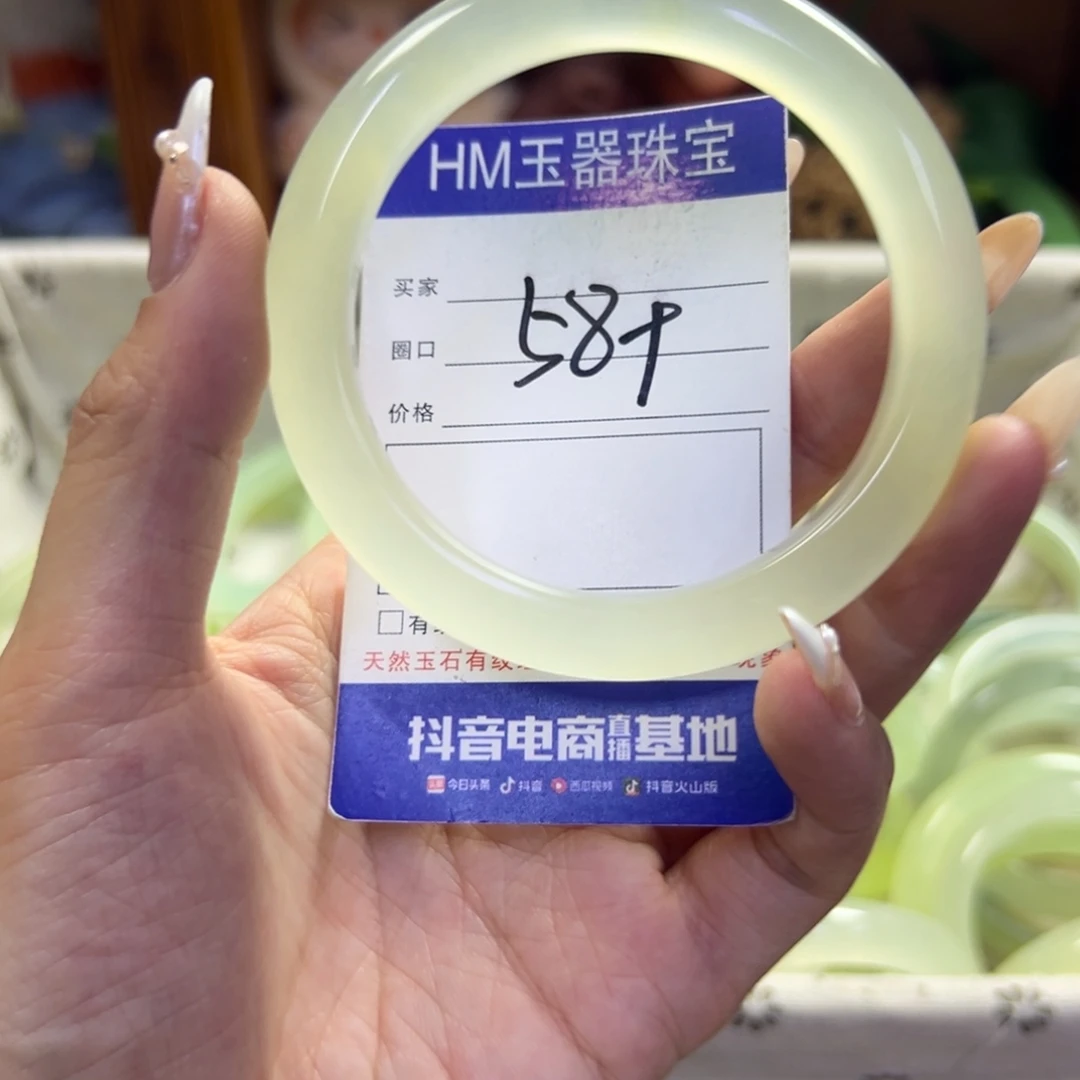 HM玉器珠宝
买家
圈口 58+
价格
□有
天然玉石有纹
抖音电商直播基地
今日头条 抖音 西瓜视频 抖音火山版